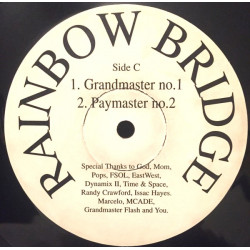 RAINBOW BRIDGE
Side C
1. Grandmaster no.1
2. Paymaster no.2
Special Thanks to God, Mom,
Pops, FSOL, EastWest,
Dynamix II, Time & Space,
Randy Crawford, Issac Hayes.
Marcelo, MCADE,
Grandmaster Flash and You.